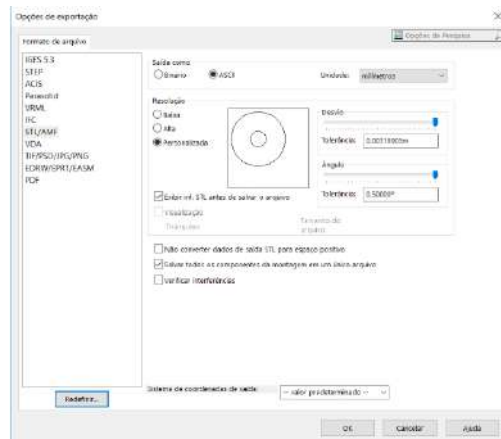 Opções de exportação
Formato de arquivo
Opções de Pesquisa
IGES 5.3
STEP
ACIS
Parasolid
VRML
IFC
STL/AMF
VDA
TIF/PSD/JPG/PNG
EDRW/EPRT/EASM
PDF
Redefinir...
Saída como
Binário
ASCII
Unidade:
milímetros
Resolução
Baixa
Alta
Personalizada
Desvio
Tolerância:
Ângulo
Tolerância:
0.50000°
Exibir inf. STL antes de salvar o arquivo
Visualização
Triângulos:
Tamanho do
arquivo:
Não converter dados de saída STL para espaço positivo
Salvar todos os componentes da montagem em um único arquivo
Verificar interferências
Sistema de coordenadas de saída:
-- valor predeterminado --
OK
Cancelar
Ajuda